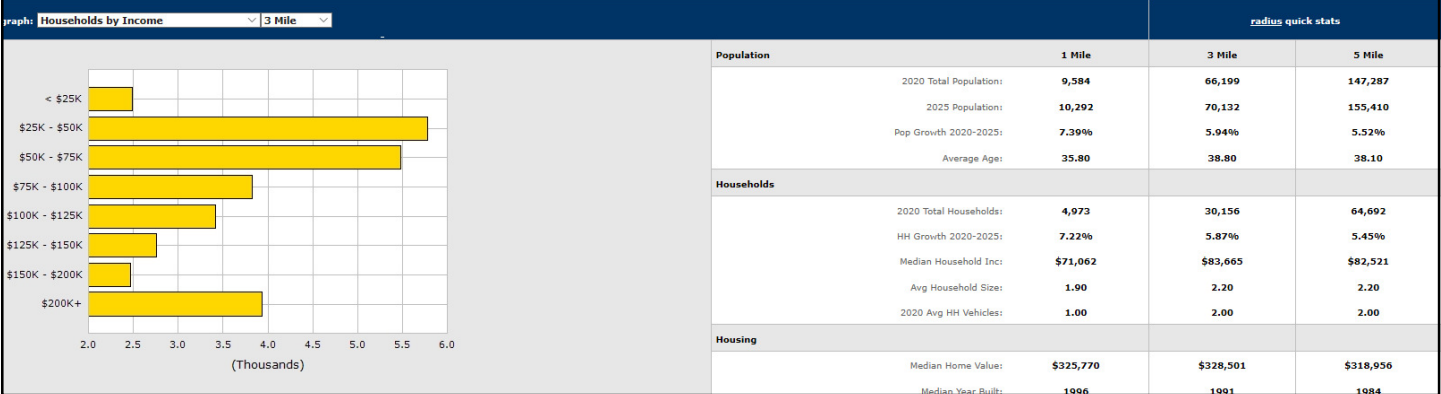 graph: Households by Income 3 Mile
radius quick stats
< $25K
$25K - $50K
$50K - $75K
$75K - $100K
$100K - $125K
$125K - $150K
$150K - $200K
$200K+
2.0 2.5 3.0 3.5 4.0 4.5 5.0 5.5 6.0
(Thousands)
Population 1 Mile 3 Mile 5 Mile
2020 Total Population: 9,584 66,199 147,287
2025 Population: 10,292 70,132 155,410
Pop Growth 2020-2025: 7.39% 5.94% 5.52%
Average Age: 35.80 38.80 38.10
Households
2020 Total Households: 4,973 30,156 64,692
HH Growth 2020-2025: 7.22% 5.87% 5.45%
Median Household Inc: $71,062 $83,665 $82,521
Avg Household Size: 1.90 2.20 2.20
2020 Avg HH Vehicles: 1.00 2.00 2.00
Housing
Median Home Value: $325,770 $328,501 $318,956
Median Year Built: 1996 1991 1984